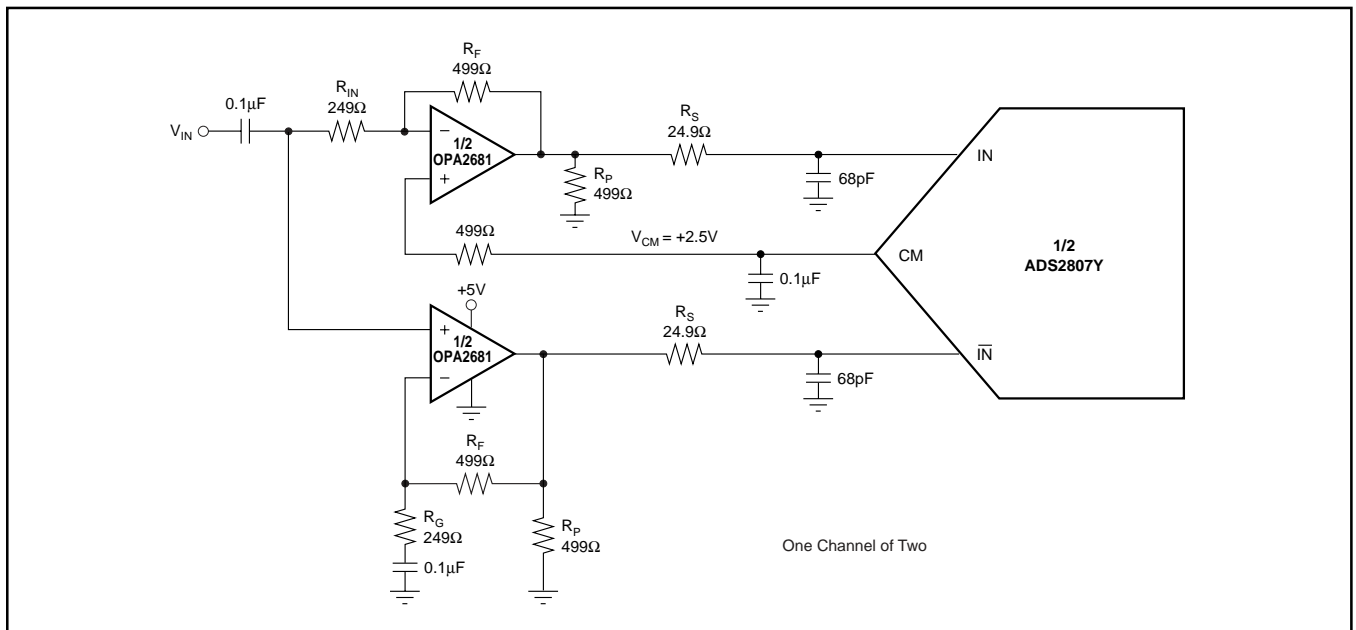 R_F
499Ω
0.1µF
R_IN
249Ω
V_IN
−
+
1/2
OPA2681
R_P
499Ω
R_S
24.9Ω
68pF
IN
499Ω
V_CM = +2.5V
0.1µF
CM
1/2
ADS2807Y
+5V
+
−
1/2
OPA2681
R_S
24.9Ω
68pF
I̅N̅
R_F
499Ω
R_G
249Ω
0.1µF
R_P
499Ω
One Channel of Two